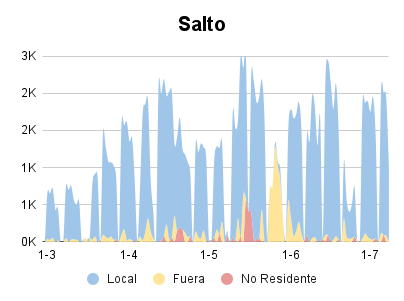 Salto
3K
2K
2K
1K
1K
0K
1-3 1-4 1-5 1-6 1-7
Local Fuera No Residente